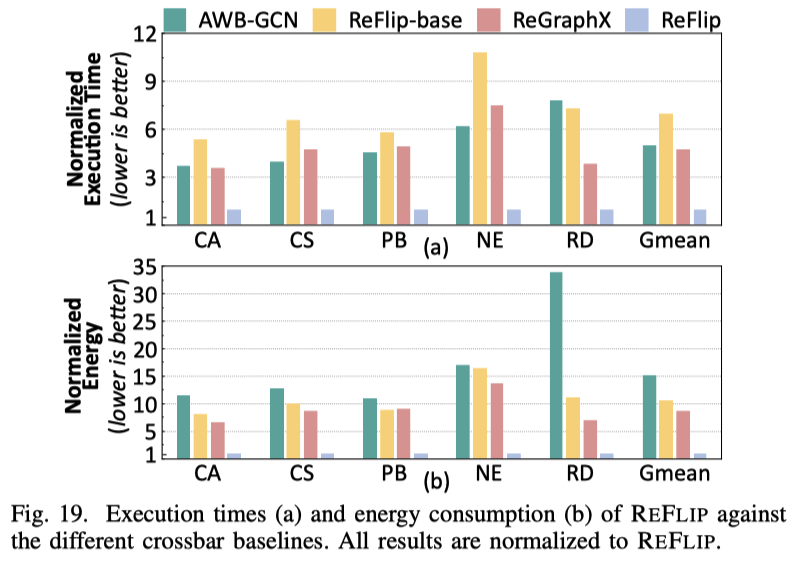 AWB-GCN ReFlip-base ReGraphX ReFlip
12
9
6
3
1
Normalized
Execution Time
(lower is better)
CA CS PB NE RD Gmean
(a)
35
30
25
20
15
10
5
1
Normalized
Energy
(lower is better)
CA CS PB NE RD Gmean
(b)
Fig. 19. Execution times (a) and energy consumption (b) of REFLIP against
the different crossbar baselines. All results are normalized to REFLIP.